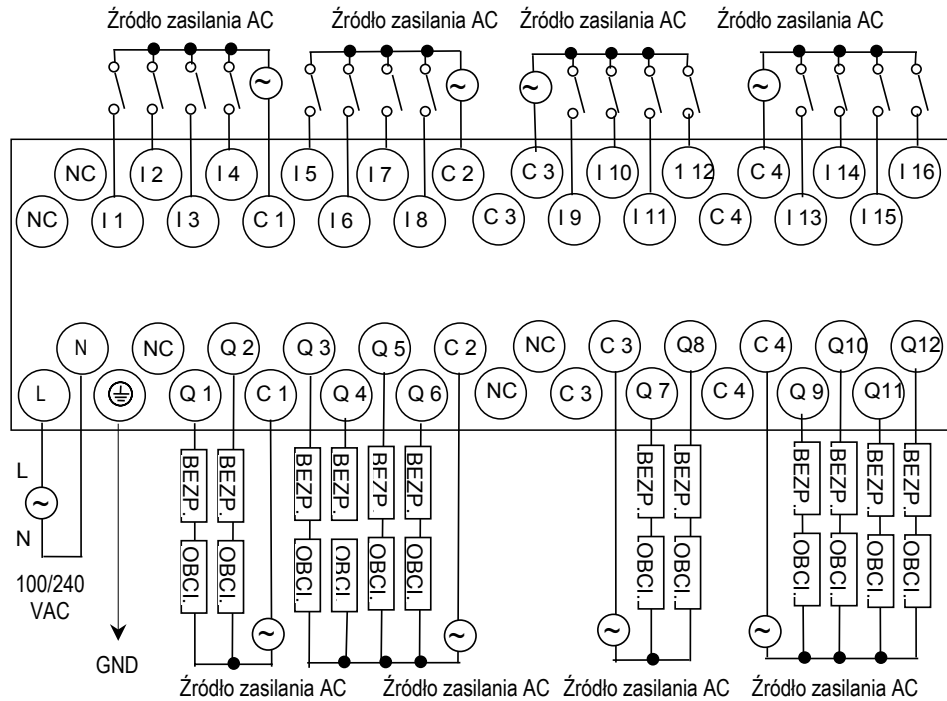 Źródło zasilania AC Źródło zasilania AC Źródło zasilania AC Źródło zasilania AC
~ ~ ~ ~
NC I 2 I 4 I 5 I 7 C 2 C 3 I 10 1 12 C 4 I 14 I 16
NC I 1 I 3 C 1 I 6 I 8 C 3 I 9 I 11 C 4 I 13 I 15
N NC Q 2 Q 3 Q 5 C 2 NC C 3 Q8 C 4 Q10 Q12
L Q 1 C 1 Q 4 Q 6 NC C 3 Q 7 C 4 Q 9 Q11
BEZP. BEZP. BEZP. BEZP. BEZP. BEZP. BEZP. BEZP. BEZP. BEZP. BEZP. BEZP.
L
~
N
OBCI. OBCI. OBCI. OBCI. OBCI. OBCI. OBCI. OBCI. OBCI. OBCI. OBCI. OBCI.
100/240
VAC
~ ~ ~ ~
GND
Źródło zasilania AC Źródło zasilania AC Źródło zasilania AC Źródło zasilania AC